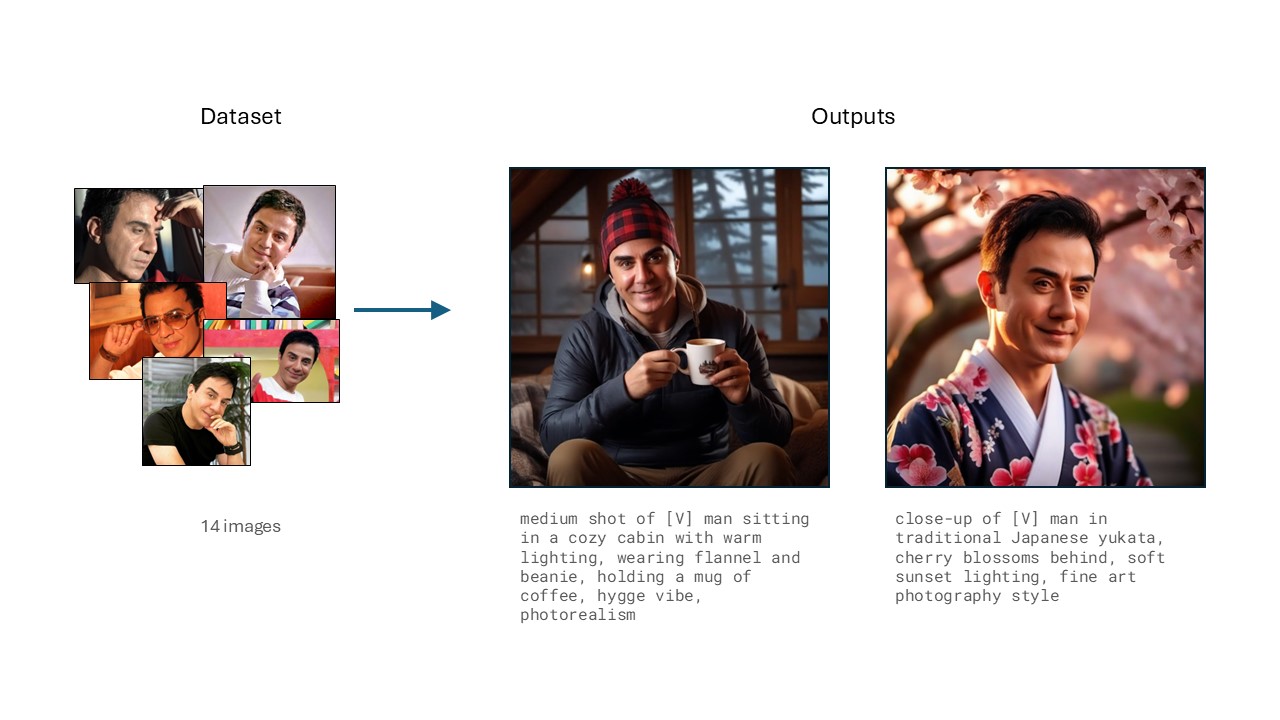 Dataset
Outputs
14 images
medium shot of [V] man sitting
in a cozy cabin with warm
lighting, wearing flannel and
beanie, holding a mug of
coffee, hygge vibe,
photorealism
close-up of [V] man in
traditional Japanese yukata,
cherry blossoms behind, soft
sunset lighting, fine art
photography style